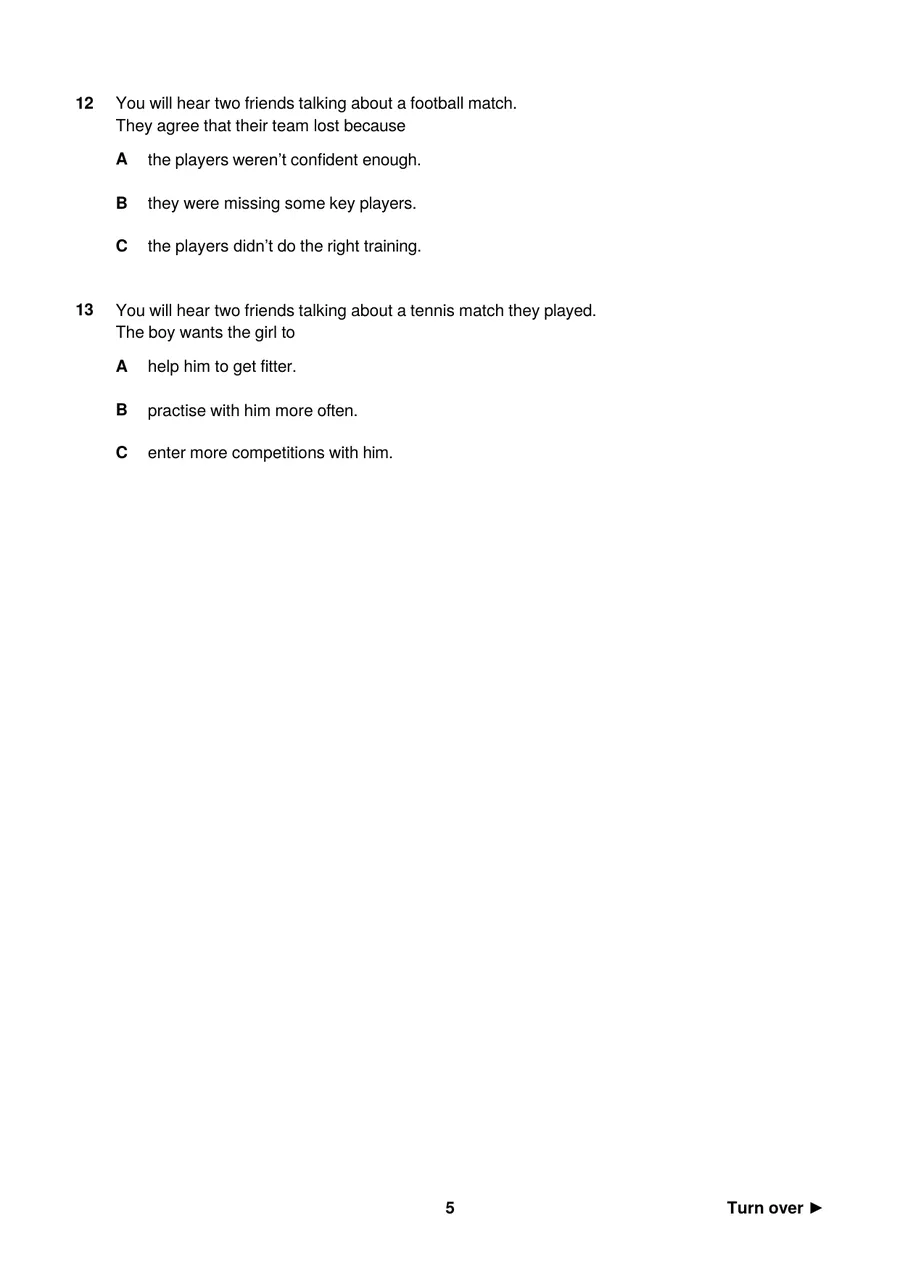 12 You will hear two friends talking about a football match.
They agree that their team lost because
A the players weren't confident enough.
B they were missing some key players.
C the players didn't do the right training.
13 You will hear two friends talking about a tennis match they played.
The boy wants the girl to
A help him to get fitter.
B practise with him more often.
C enter more competitions with him.
5 Turn over ►